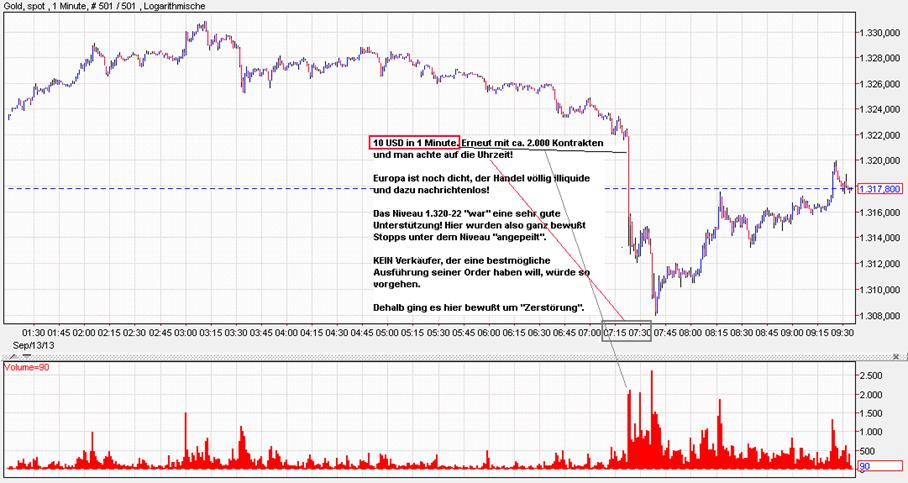 Gold, spot , 1 Minute, # 501 / 501 , Logarithmische
1.330,000
1.328,000
1.326,000
1.324,000
1.322,000
1.320,000
1.317,800
1.316,000
1.314,000
1.312,000
1.310,000
1.308,000
10 USD in 1 Minute. Erneut mit ca. 2.000 Kontrakten
und man achte auf die Uhrzeit!
Europa ist noch dicht, der Handel völlig illiquide
und dazu nachrichtenlos!
Das Niveau 1.320-22 "war" eine sehr gute
Unterstützung! Hier wurden also ganz bewußt
Stopps unter dem Niveau "angepeilt".
KEIN Verkäufer, der eine bestmögliche
Ausführung seiner Order haben will, würde so
vorgehen.
Dehalb ging es hier bewußt um "Zerstörung".
01:30 01:45 02:00 02:15 02:30 02:45 03:00 03:15 03:30 03:45 04:00 04:15 04:30 04:45 05:00 05:15 05:30 05:45 06:00 06:15 06:30 06:45 07:00 07:15 07:30 07:45 08:00 08:15 08:30 08:45 09:00 09:15 09:30
Sep/13/13
Volume=90
2.500
2.000
1.500
1.000
500
90